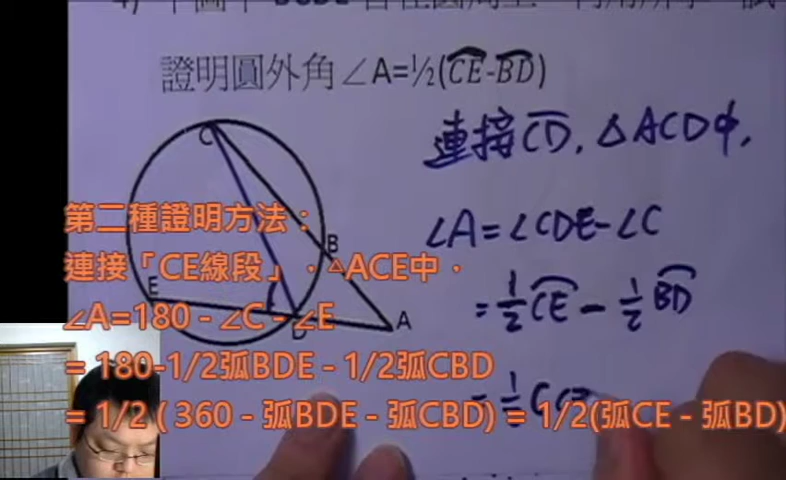 證明圓外角∠A=½(CE-BD)
連接CD, △ACD中,
∠A=∠CDE-∠C
=½CE-½BD
C
B
E
D
A
第二種證明方法：
連接「CE線段」，△ACE中，
∠A=180 - ∠C - ∠E
= 180-1/2弧BDE - 1/2弧CBD
= 1/2 ( 360 - 弧BDE - 弧CBD) = 1/2(弧CE - 弧BD)